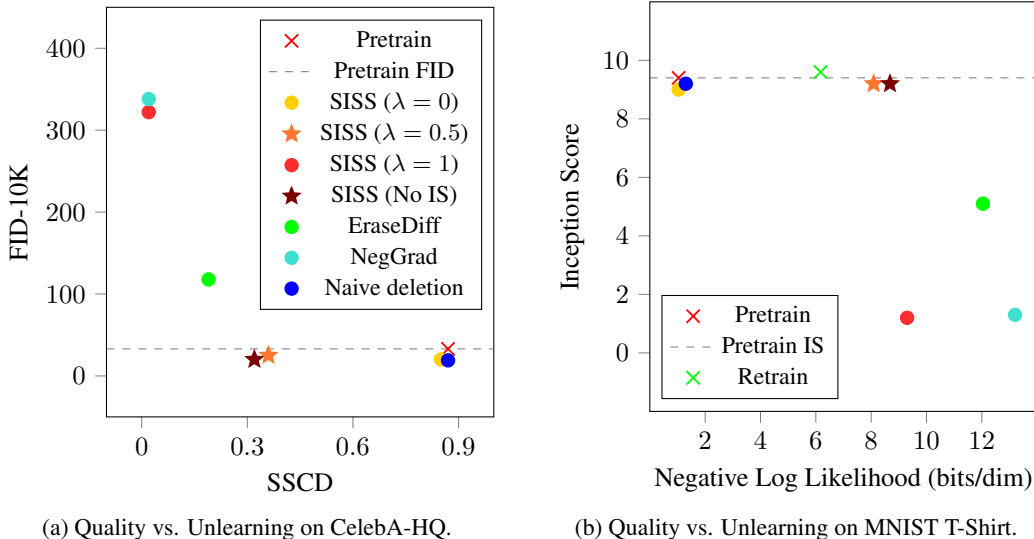 400
300
200
100
0
0
0.3
0.6
0.9
FID-10K
SSCD
Pretrain
Pretrain FID
SISS (λ = 0)
SISS (λ = 0.5)
SISS (λ = 1)
SISS (No IS)
EraseDiff
NegGrad
Naive deletion
(a) Quality vs. Unlearning on CelebA-HQ.
10
8
6
4
2
0
2
4
6
8
10
12
Inception Score
Negative Log Likelihood (bits/dim)
Pretrain
Pretrain IS
Retrain
(b) Quality vs. Unlearning on MNIST T-Shirt.